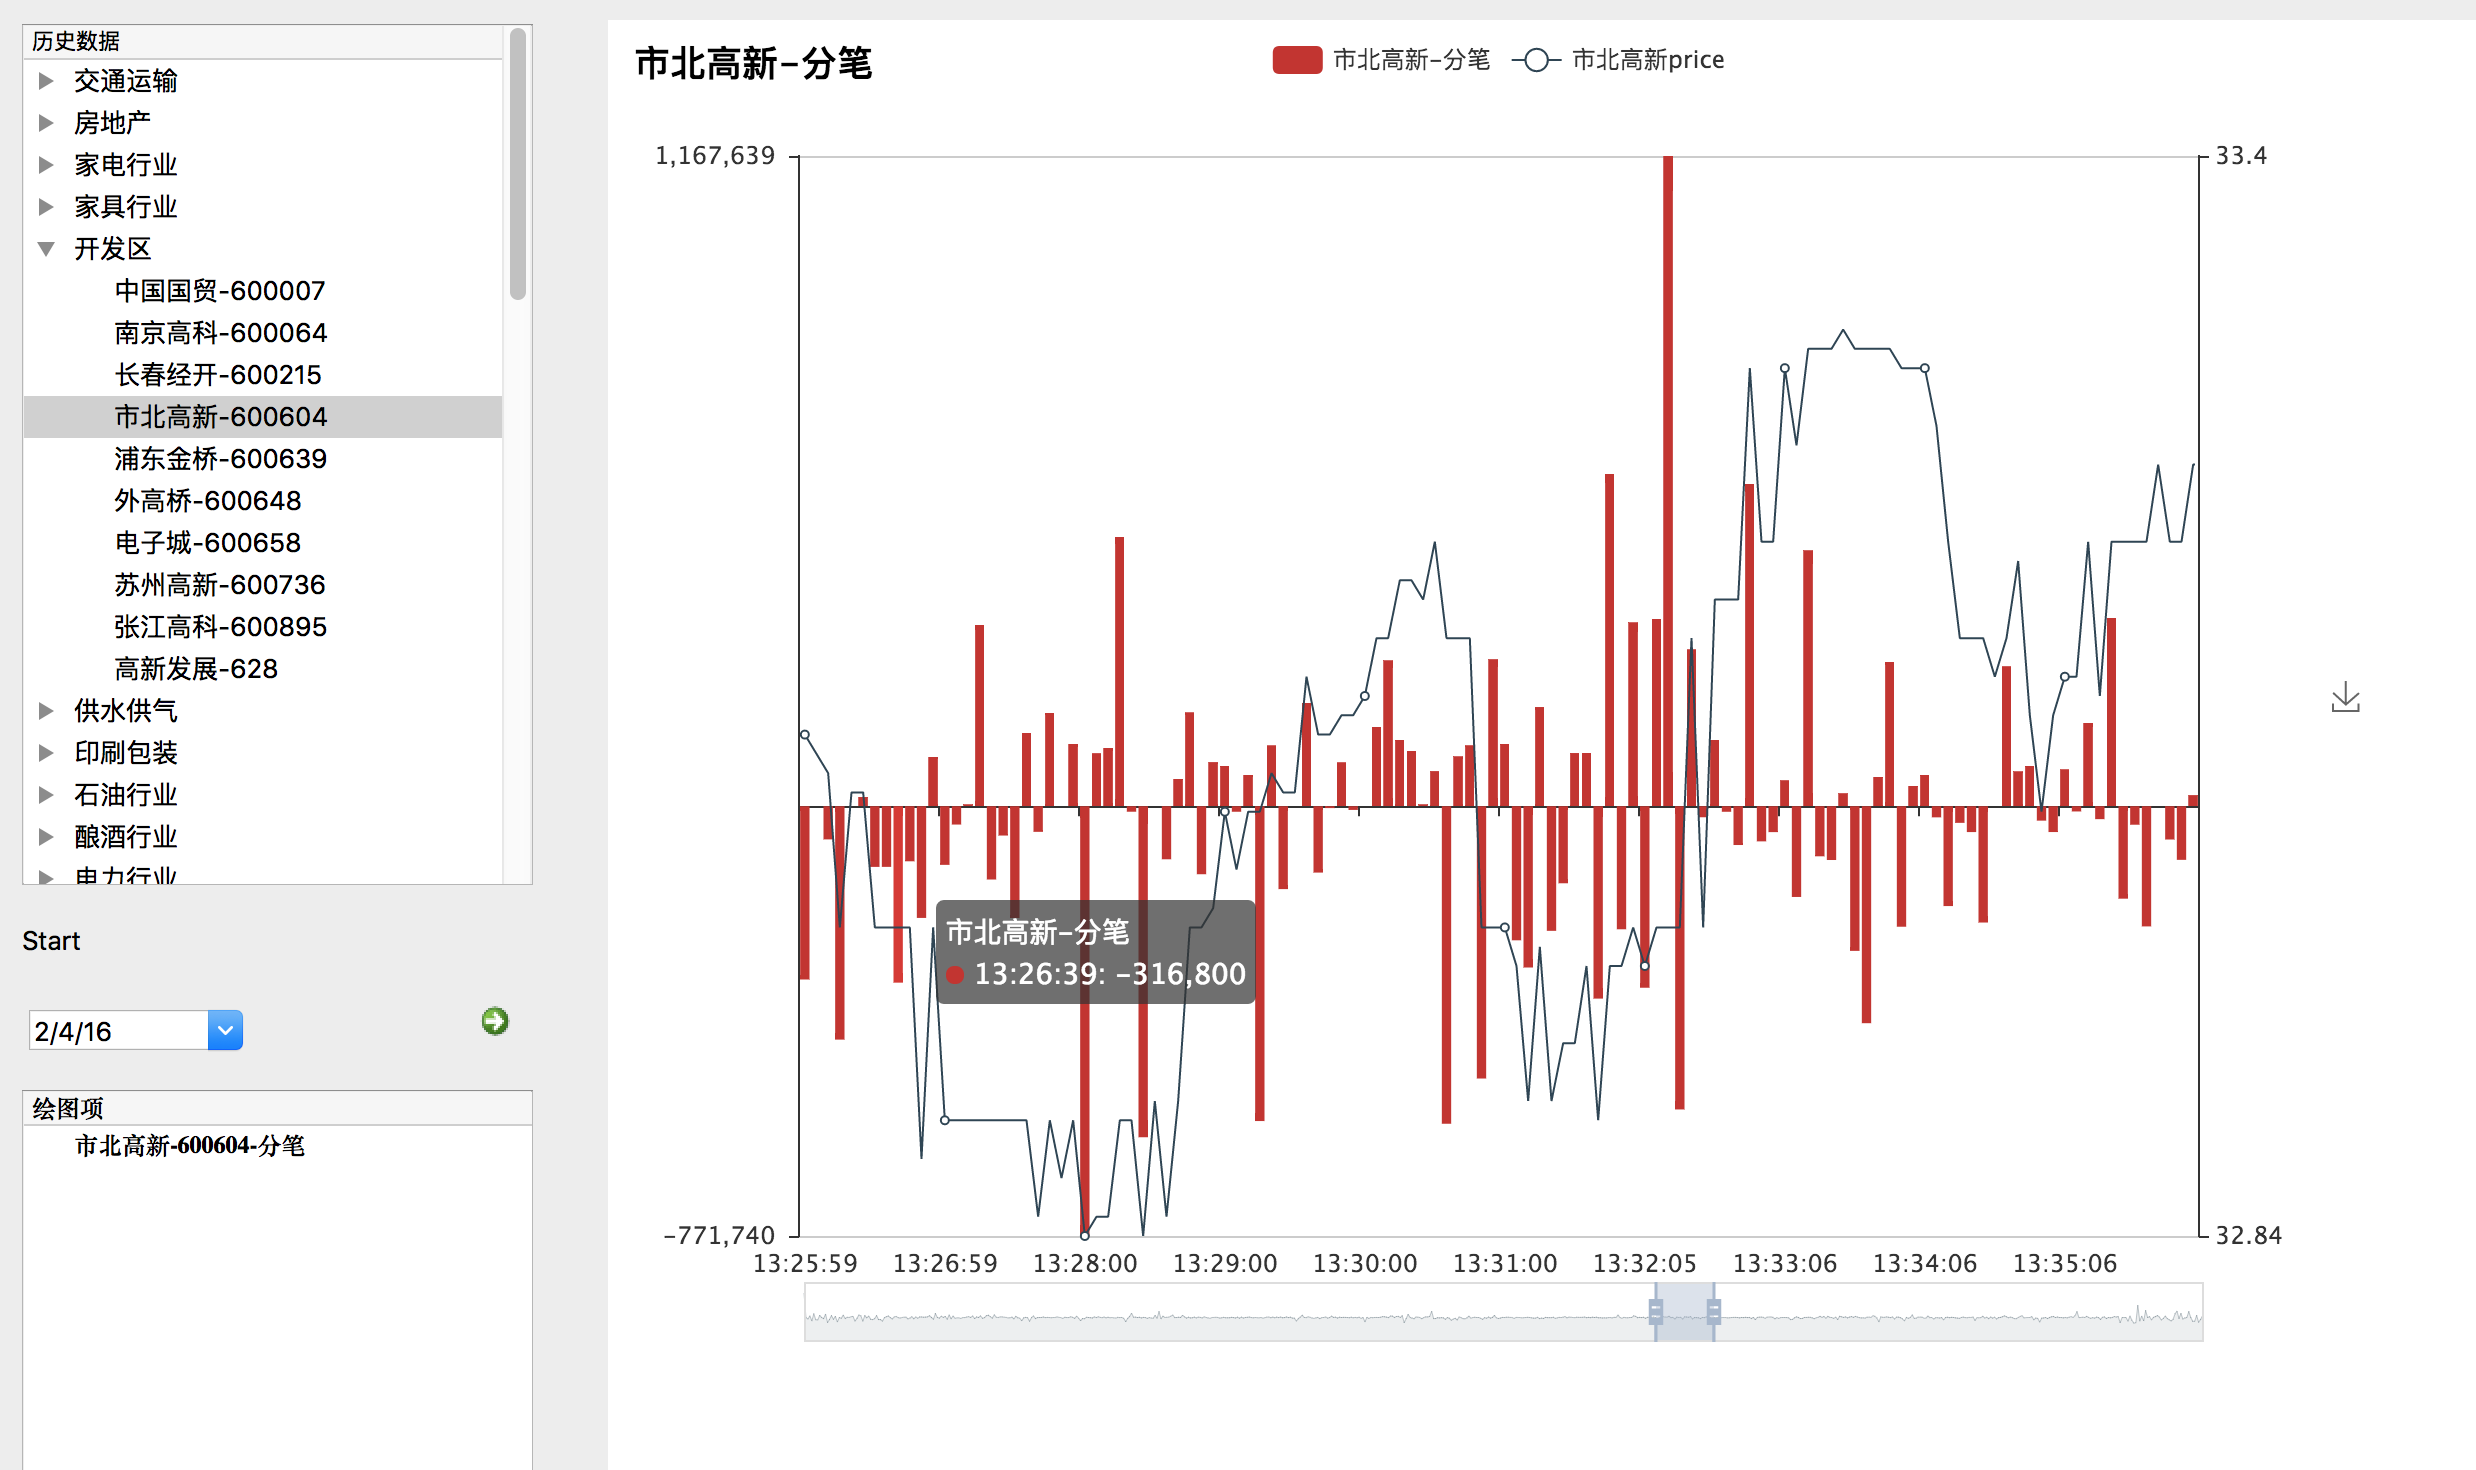 历史数据
交通运输
房地产
家电行业
家具行业
开发区
中国国贸-600007
南京高科-600064
长春经开-600215
市北高新-600604
浦东金桥-600639
外高桥-600648
电子城-600658
苏州高新-600736
张江高科-600895
高新发展-628
供水供气
印刷包装
石油行业
酿酒行业
电力行业
Start
2/4/16
绘图项
市北高新-600604-分笔
市北高新-分笔
市北高新-分笔
市北高新price
1,167,639
33.4
市北高新-分笔
13:26:39: -316,800
-771,740
32.84
13:25:59 13:26:59 13:28:00 13:29:00 13:30:00 13:31:00 13:32:05 13:33:06 13:34:06 13:35:06